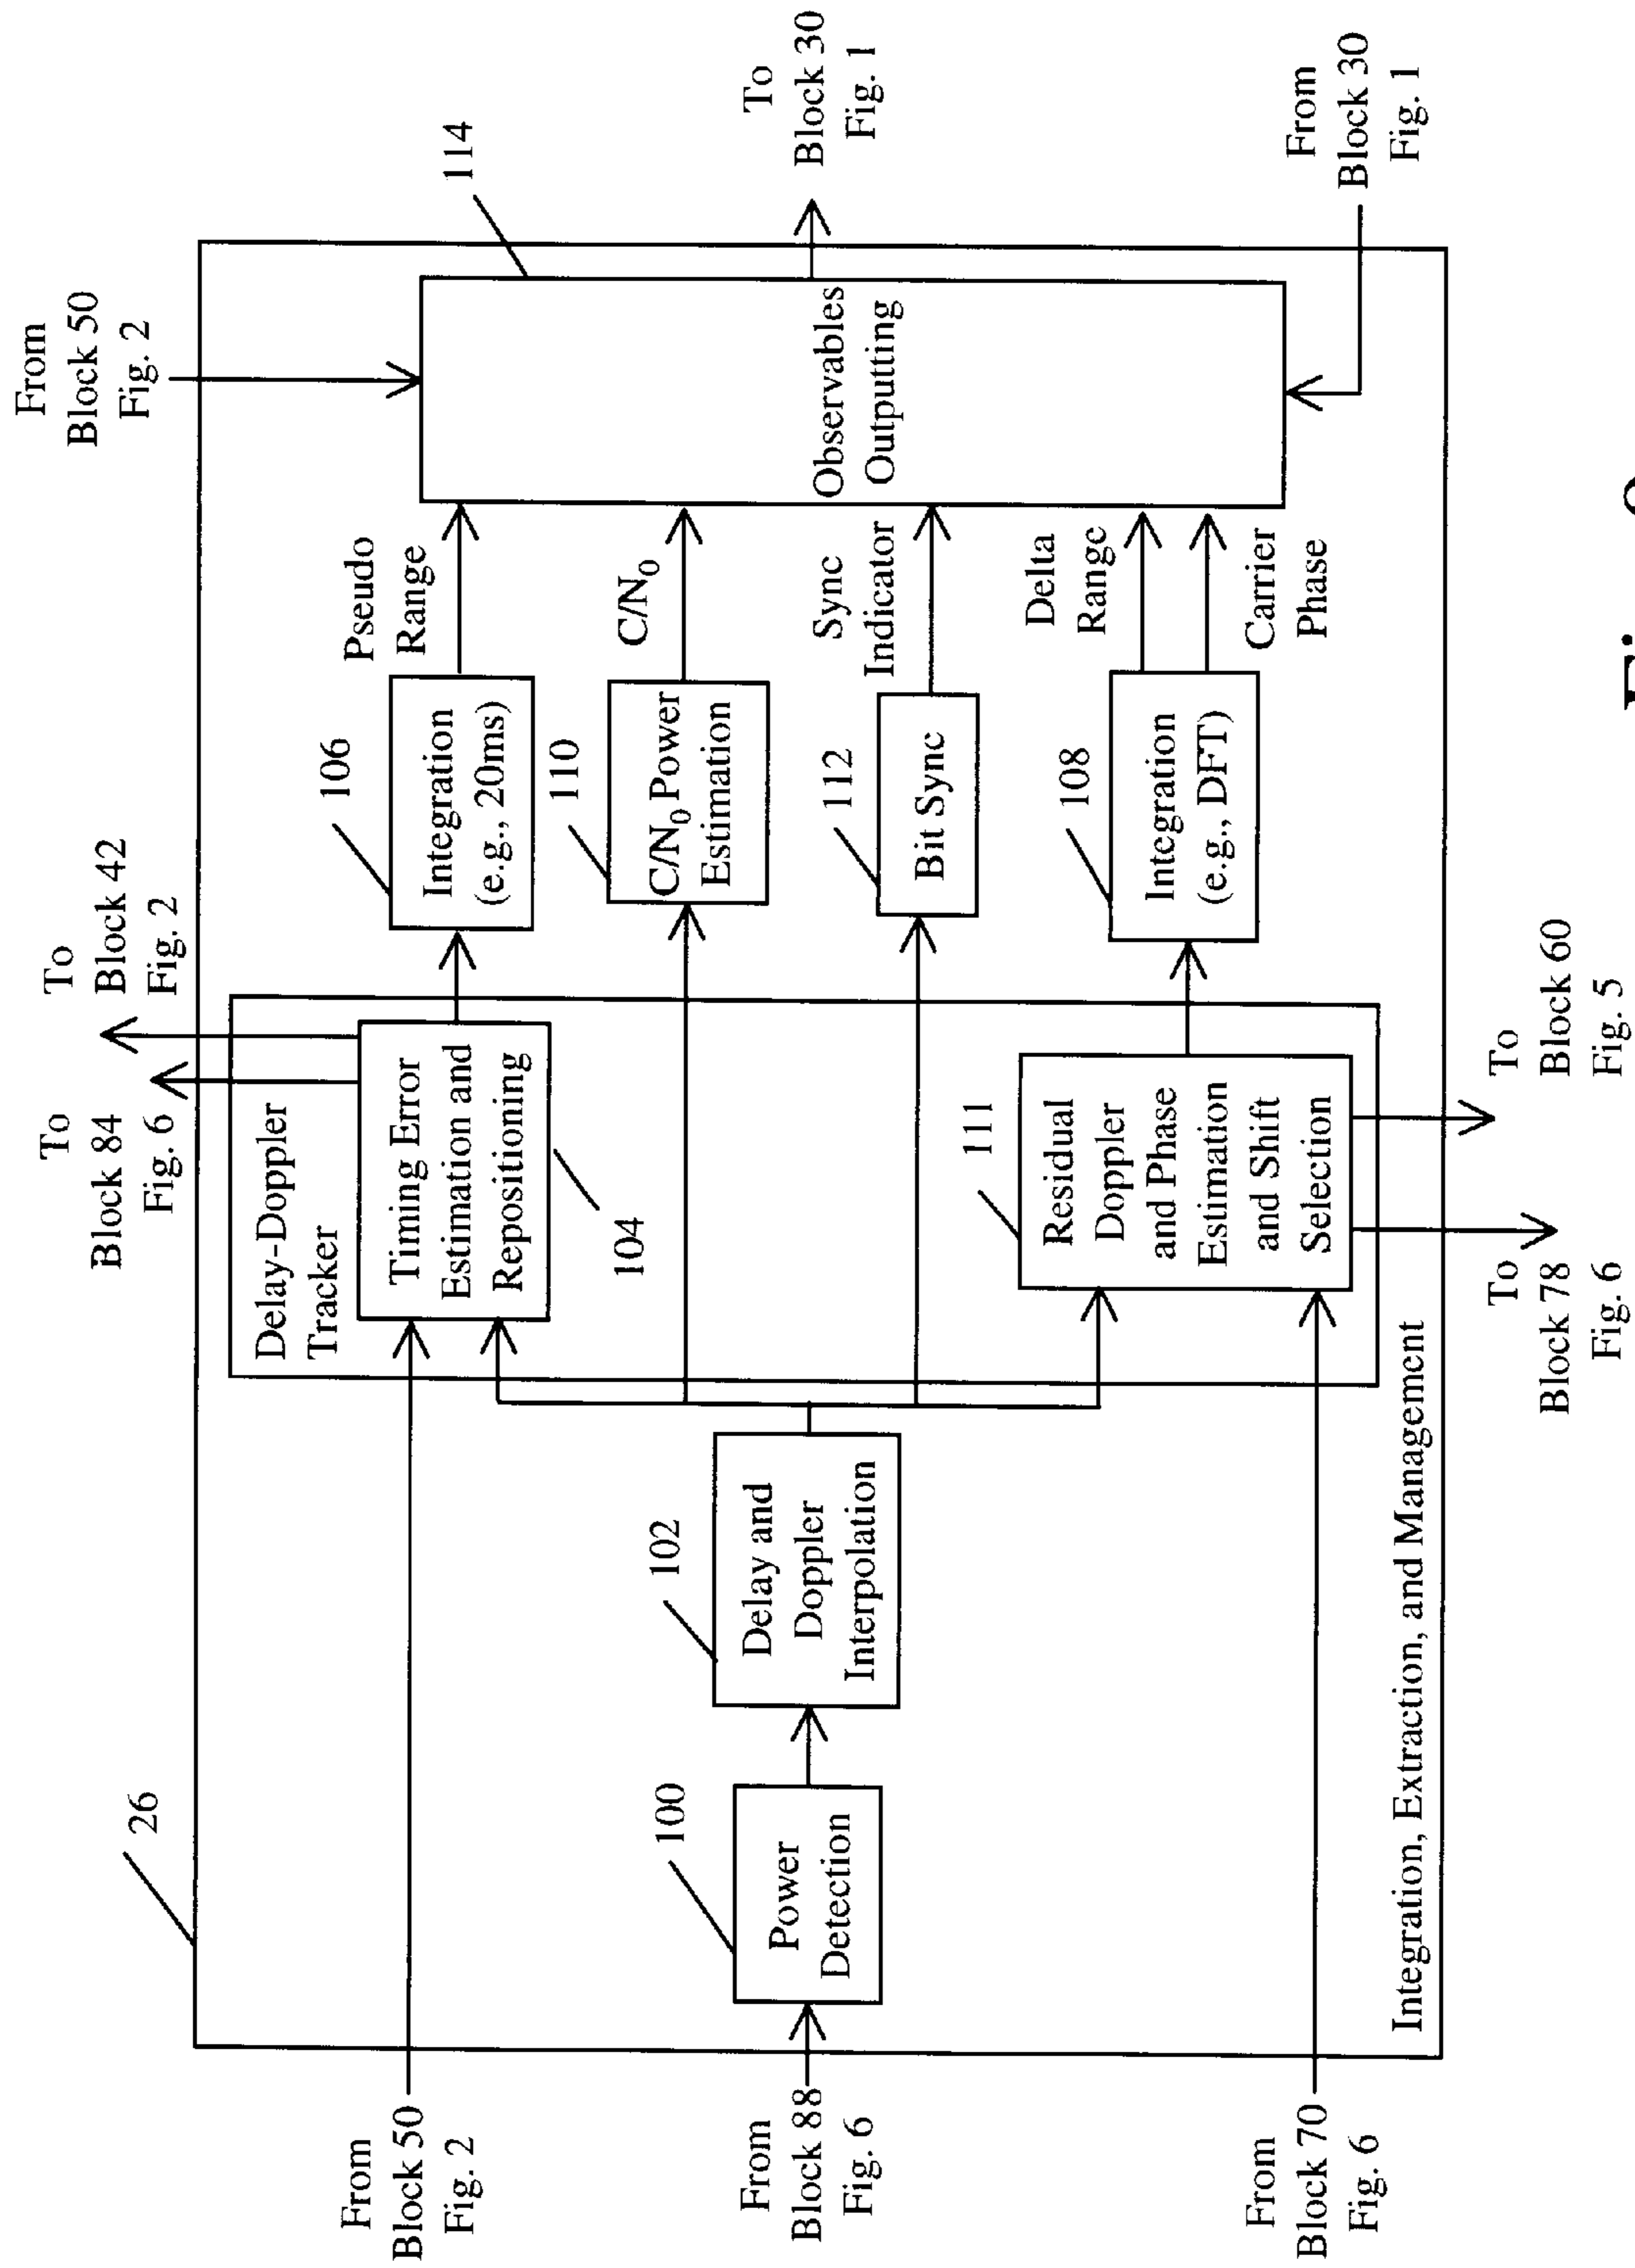 From
Block 50
Fig. 2
From
Block 88
Fig. 6
From
Block 70
Fig. 6
26
100
Power
Detection
102
Delay and
Doppler
Interpolation
To
Block 84
Fig. 6
To
Block 42
Fig. 2
Delay-Doppler
Tracker
Timing Error
Estimation and
Repositioning
104
111
Residual
Doppler
and Phase
Estimation
and Shift
Selection
To
Block 78
Fig. 6
To
Block 60
Fig. 5
106
Integration
(e.g., 20ms)
110
C/N₀ Power
Estimation
112
Bit Sync
108
Integration
(e.g., DFT)
Pseudo
Range
C/N₀
Sync
Indicator
Delta
Range
Carrier
Phase
From
Block 50
Fig. 2
114
Observables
Outputing
To
Block 30
Fig. 1
From
Block 30
Fig. 1
Integration, Extraction, and Management